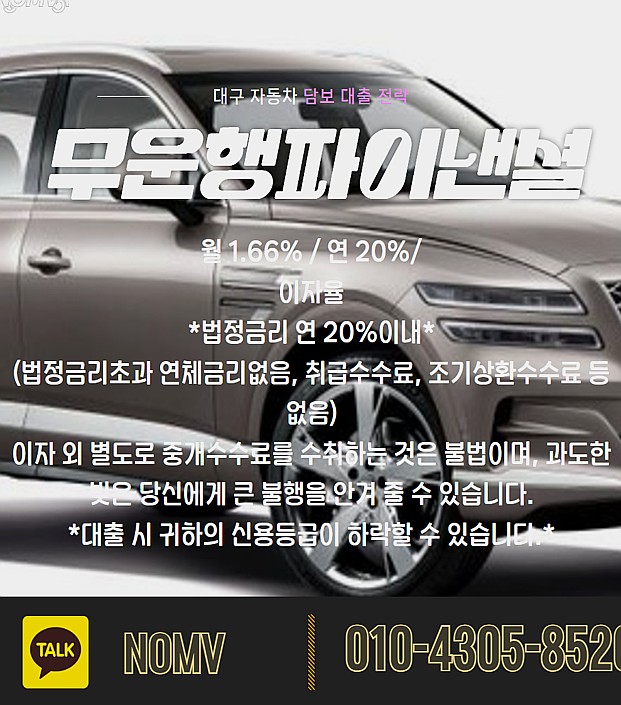 NOMV
대구 자동차 담보 대출 전략
무운행파이낸셜
월 1.66% / 연 20%/
이자율
*법정금리 연 20%이내*
(법정금리초과 연체금리없음, 취급수수료, 조기상환수수료 등
없음)
이자 외 별도로 중개수수료를 수취하는 것은 불법이며, 과도한
빚은 당신에게 큰 불행을 안겨 줄 수 있습니다.
*대출 시 귀하의 신용등급이 하락할 수 있습니다.*
TALK NOMV 010-4305-8520